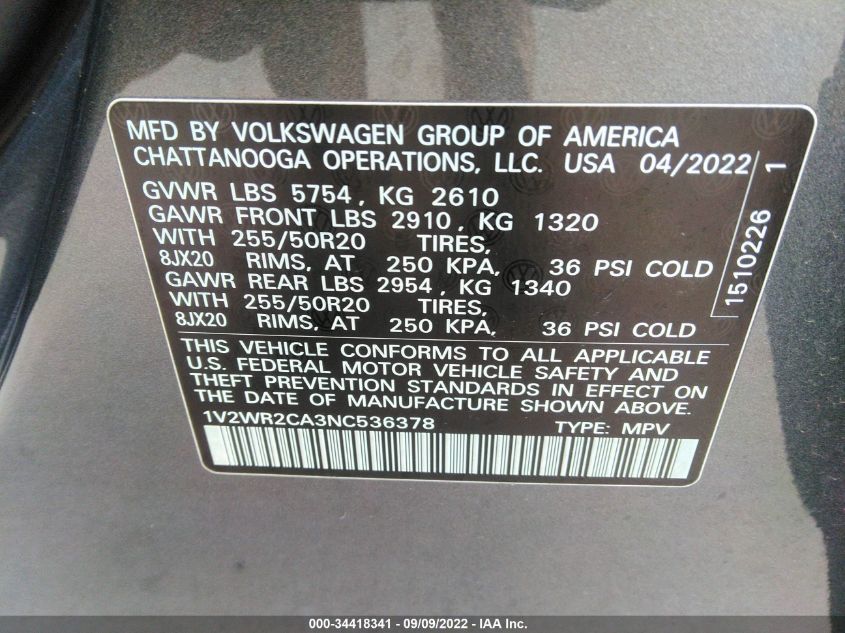 MFD BY VOLKSWAGEN GROUP OF AMERICA
CHATTANOOGA OPERATIONS, LLC. USA 04/2022
GVWR LBS 5754, KG 2610
GAWR FRONT LBS 2910, KG 1320
WITH 255/50R20 TIRES,
8JX20 RIMS, AT 250 KPA, 36 PSI COLD
GAWR REAR LBS 2954, KG 1340
WITH 255/50R20 TIRES,
8JX20 RIMS, AT 250 KPA, 36 PSI COLD
THIS VEHICLE CONFORMS TO ALL APPLICABLE
U.S. FEDERAL MOTOR VEHICLE SAFETY AND
THEFT PREVENTION STANDARDS IN EFFECT ON
THE DATE OF MANUFACTURE SHOWN ABOVE.
1V2WR2CA3NC536378 TYPE: MPV
1510226 1
000-34418341 - 09/09/2022 - IAA Inc.